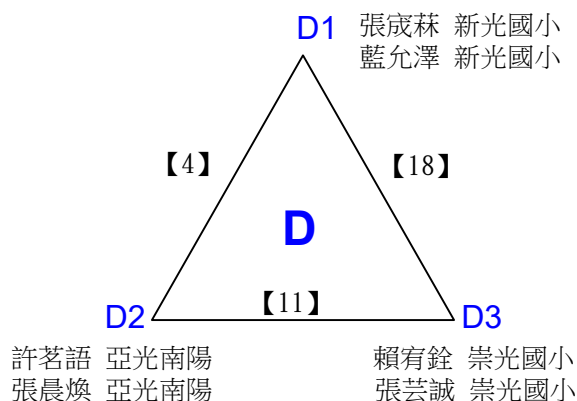 D1
張宬菻 新光國小
藍允澤 新光國小
【4】
【18】
D
【11】
D2
D3
許茗語 亞光南陽
張晨煥 亞光南陽
賴宥銓 崇光國小
張芸誠 崇光國小